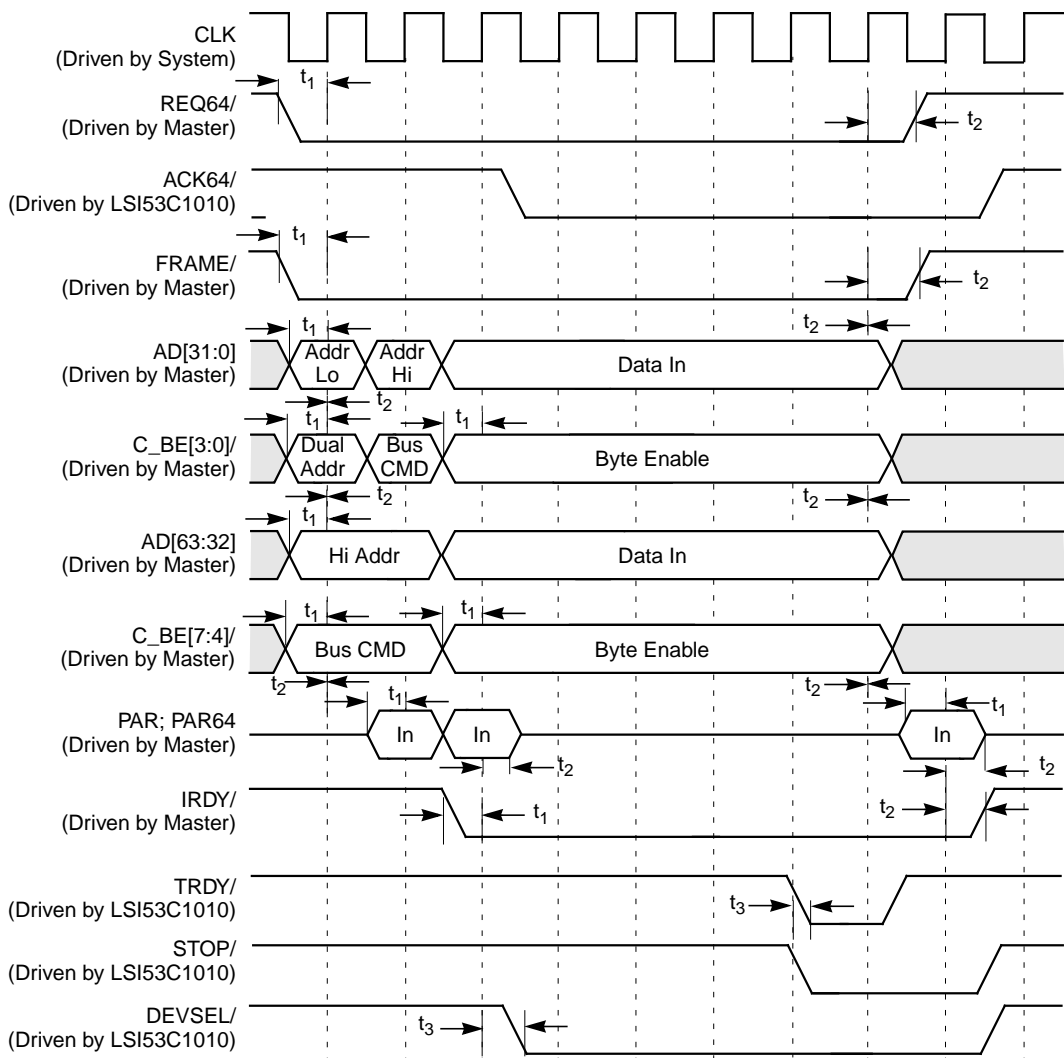 CLK
(Driven by System)
t1
REQ64/
(Driven by Master)
t2
ACK64/
(Driven by LSI53C1010)
t1
FRAME/
(Driven by Master)
t2
t1
t2
AD[31:0]
(Driven by Master)
Addr
Lo
Addr
Hi
Data In
t2
t1
t1
C_BE[3:0]/
(Driven by Master)
Dual
Addr
Bus
CMD
Byte Enable
t2
t2
t1
AD[63:32]
(Driven by Master)
Hi Addr
Data In
t1
t1
C_BE[7:4]/
(Driven by Master)
Bus CMD
Byte Enable
t2
t1
t2
t1
PAR; PAR64
(Driven by Master)
In
In
In
t2
t2
IRDY/
(Driven by Master)
t1
t2
TRDY/
(Driven by LSI53C1010)
t3
STOP/
(Driven by LSI53C1010)
DEVSEL/
(Driven by LSI53C1010)
t3